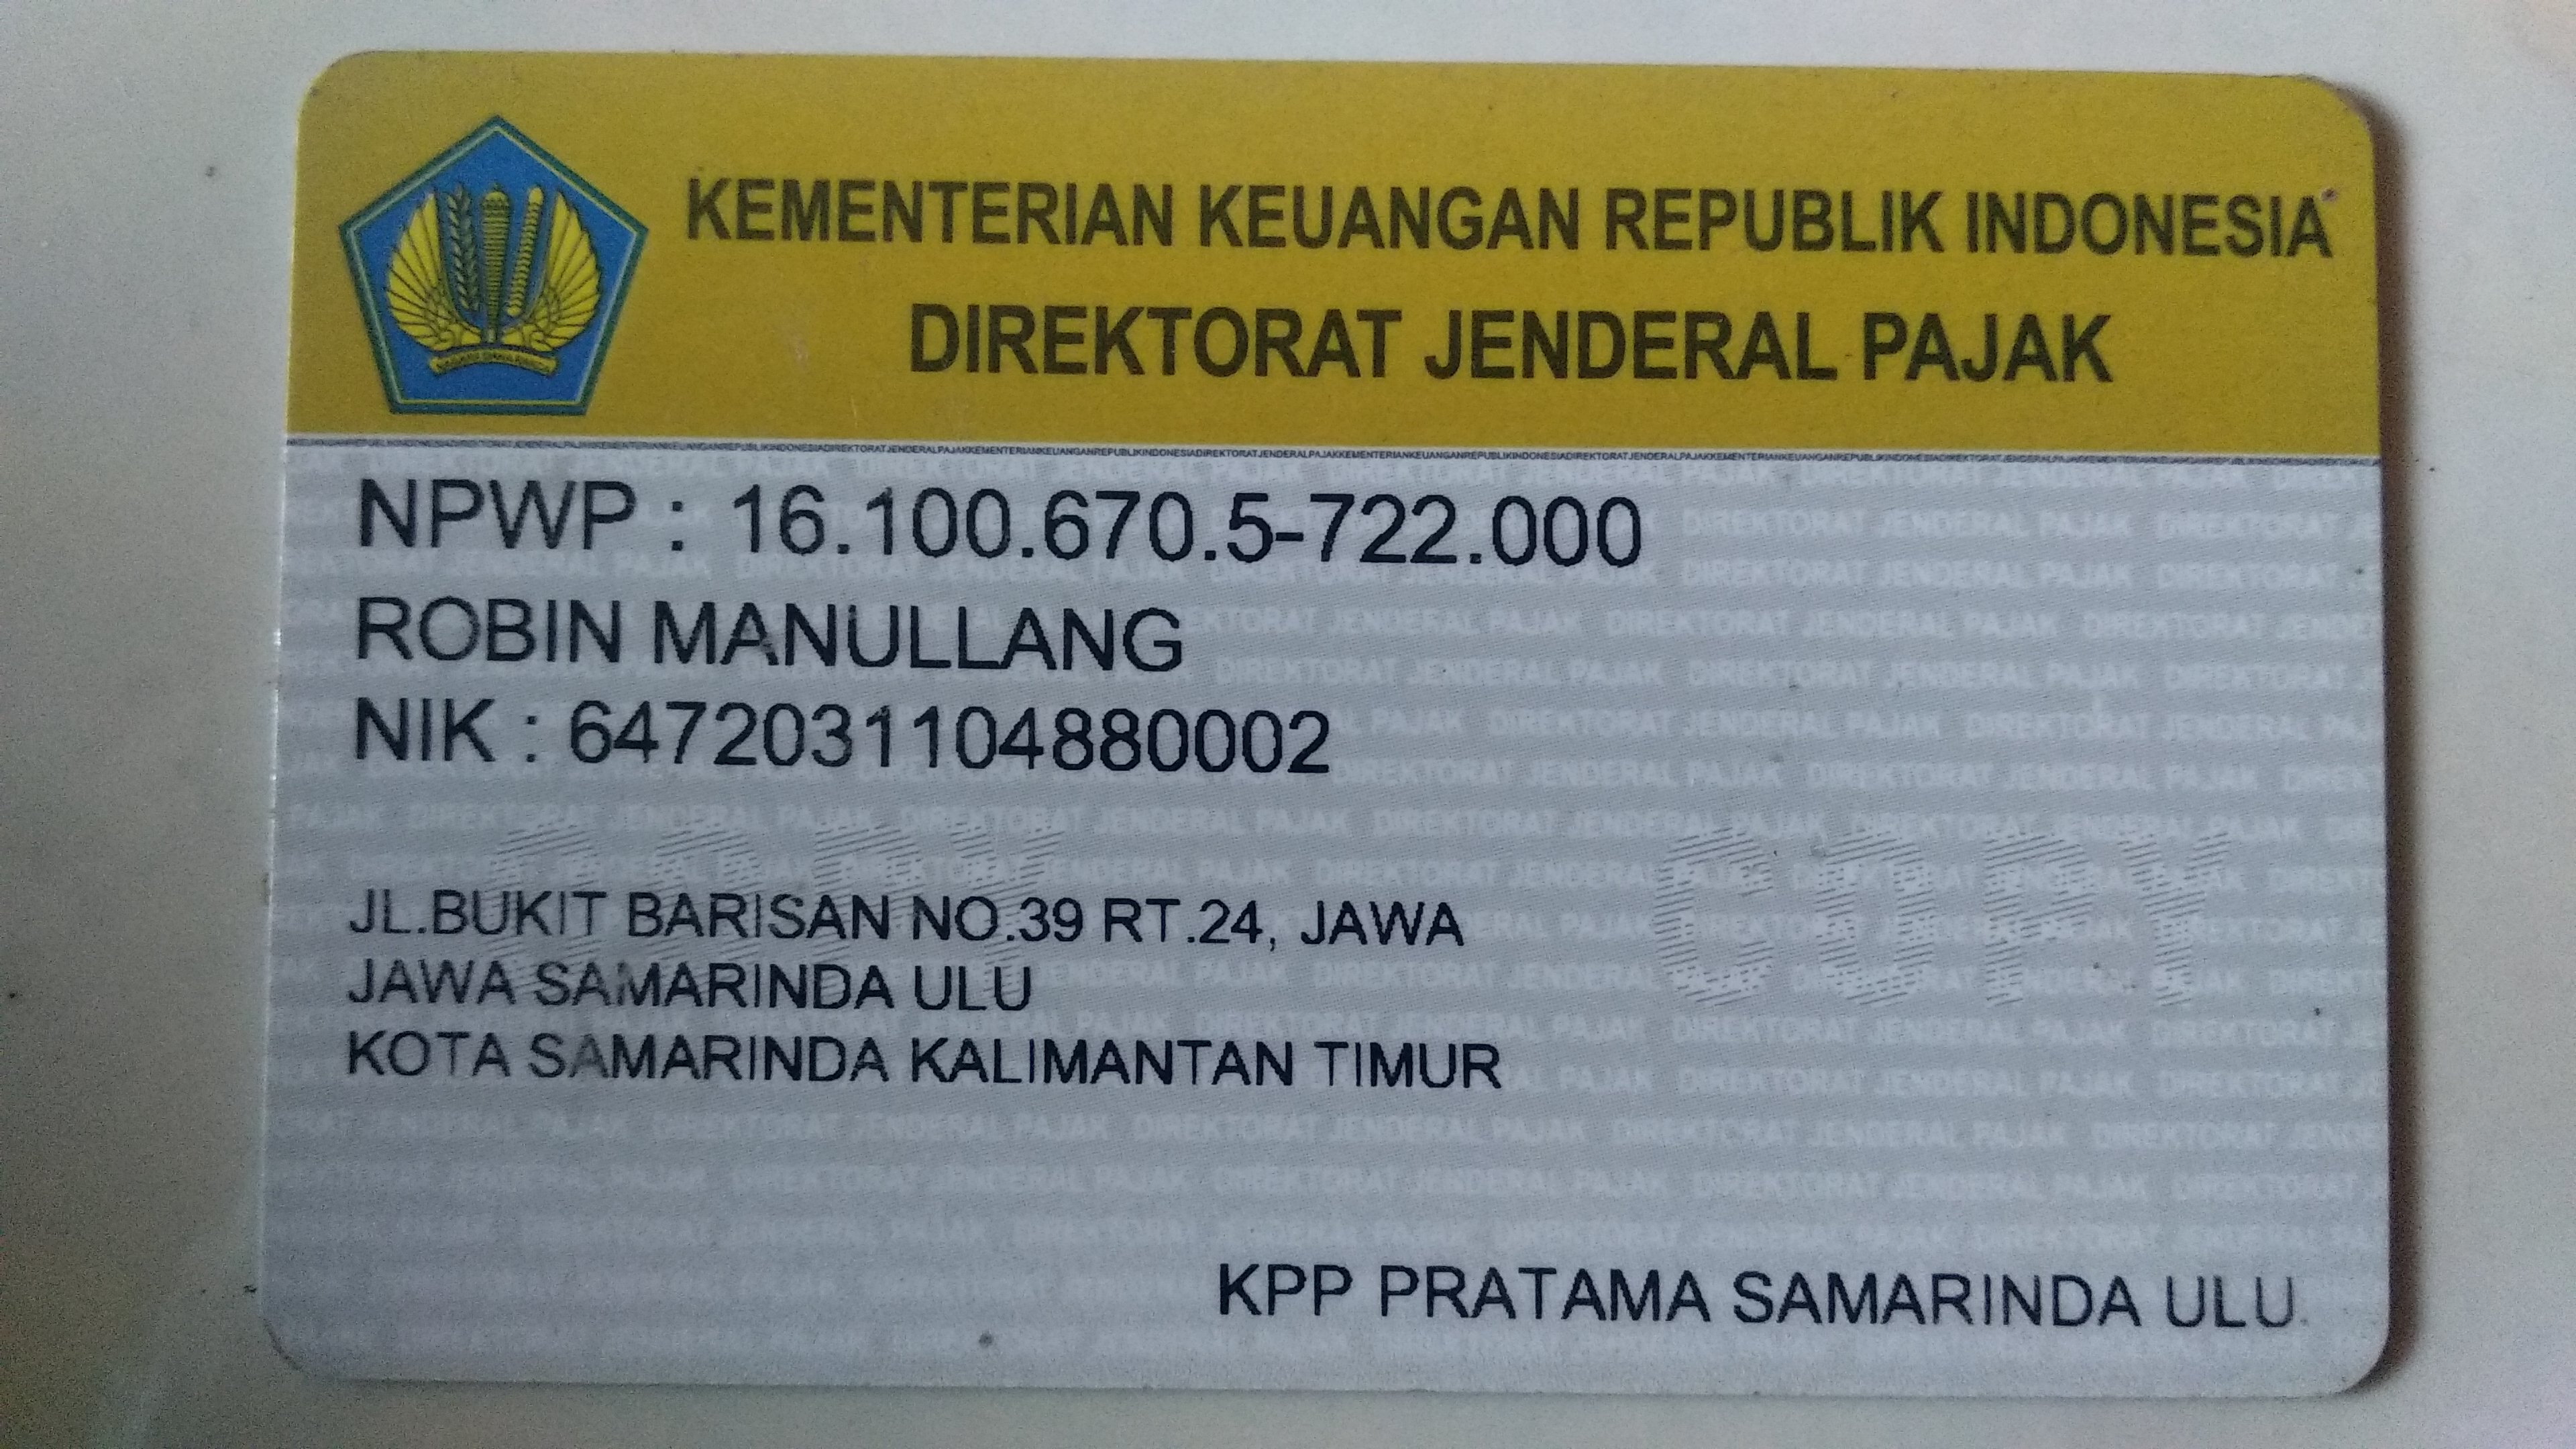 KEMENTERIAN KEUANGAN REPUBLIK INDONESIA
DIREKTORAT JENDERAL PAJAK
NPWP : 16.100.670.5-722.000
ROBIN MANULLANG
NIK : 6472031104880002
JL.BUKIT BARISAN NO.39 RT.24, JAWA
JAWA SAMARINDA ULU
KOTA SAMARINDA KALIMANTAN TIMUR
KPP PRATAMA SAMARINDA ULU